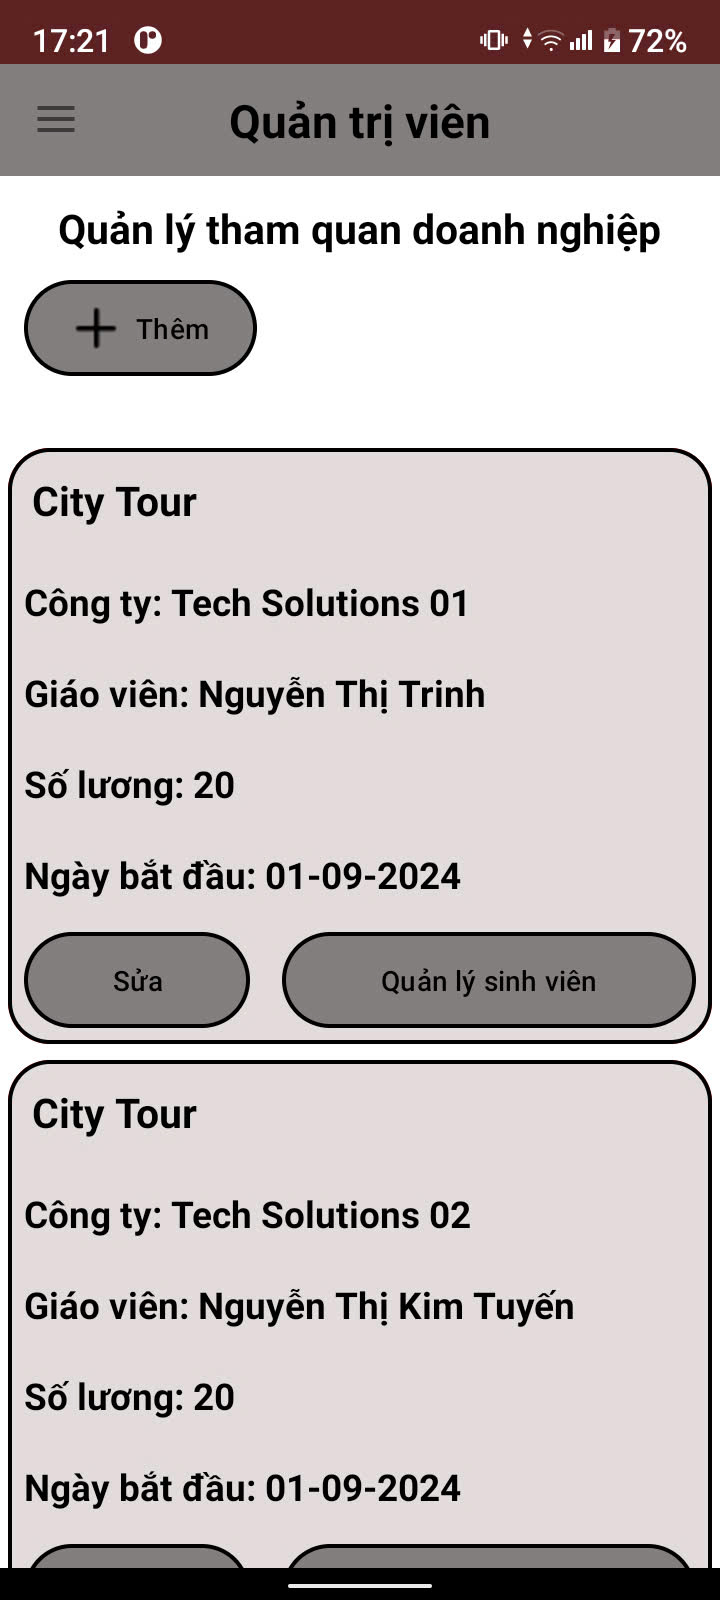 17:21 72%
Quản trị viên
Quản lý tham quan doanh nghiệp
Thêm
City Tour
Công ty: Tech Solutions 01
Giáo viên: Nguyễn Thị Trinh
Số lương: 20
Ngày bắt đầu: 01-09-2024
Sửa Quản lý sinh viên
City Tour
Công ty: Tech Solutions 02
Giáo viên: Nguyễn Thị Kim Tuyến
Số lương: 20
Ngày bắt đầu: 01-09-2024